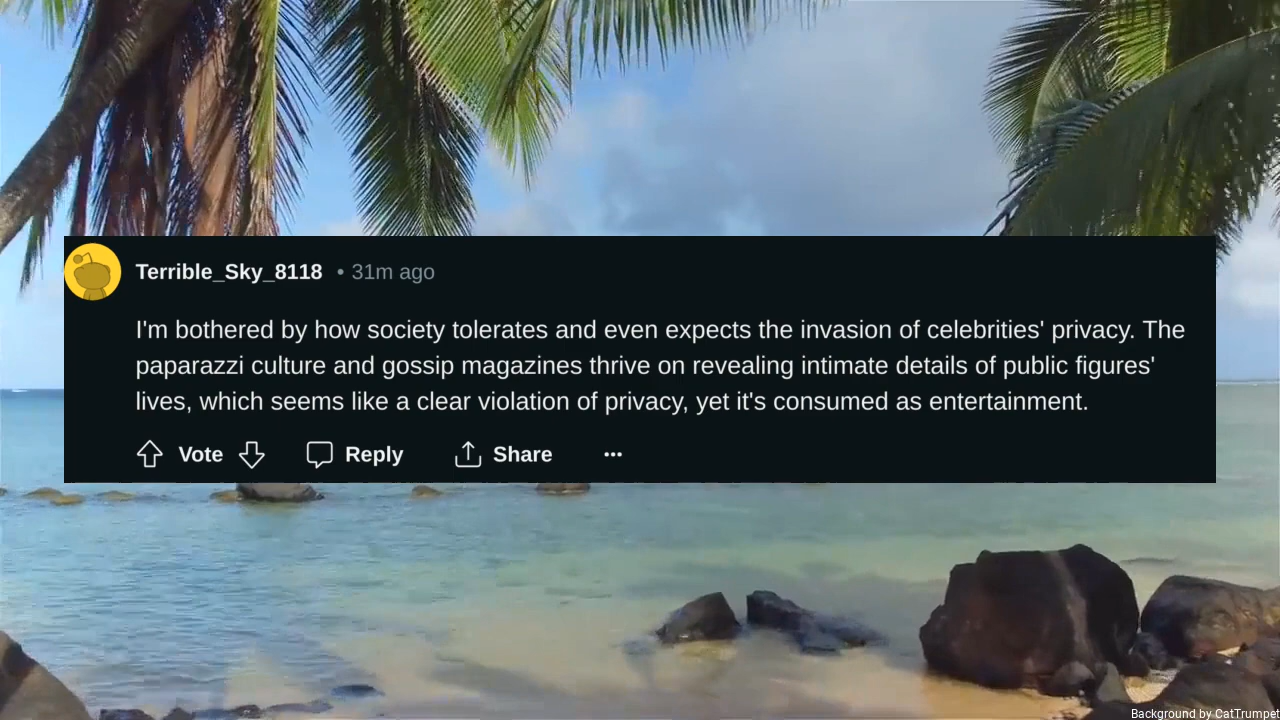 Terrible_Sky_8118 • 31m ago
I'm bothered by how society tolerates and even expects the invasion of celebrities' privacy. The
paparazzi culture and gossip magazines thrive on revealing intimate details of public figures'
lives, which seems like a clear violation of privacy, yet it's consumed as entertainment.
Vote Reply Share ···
Background by CatTrumpet